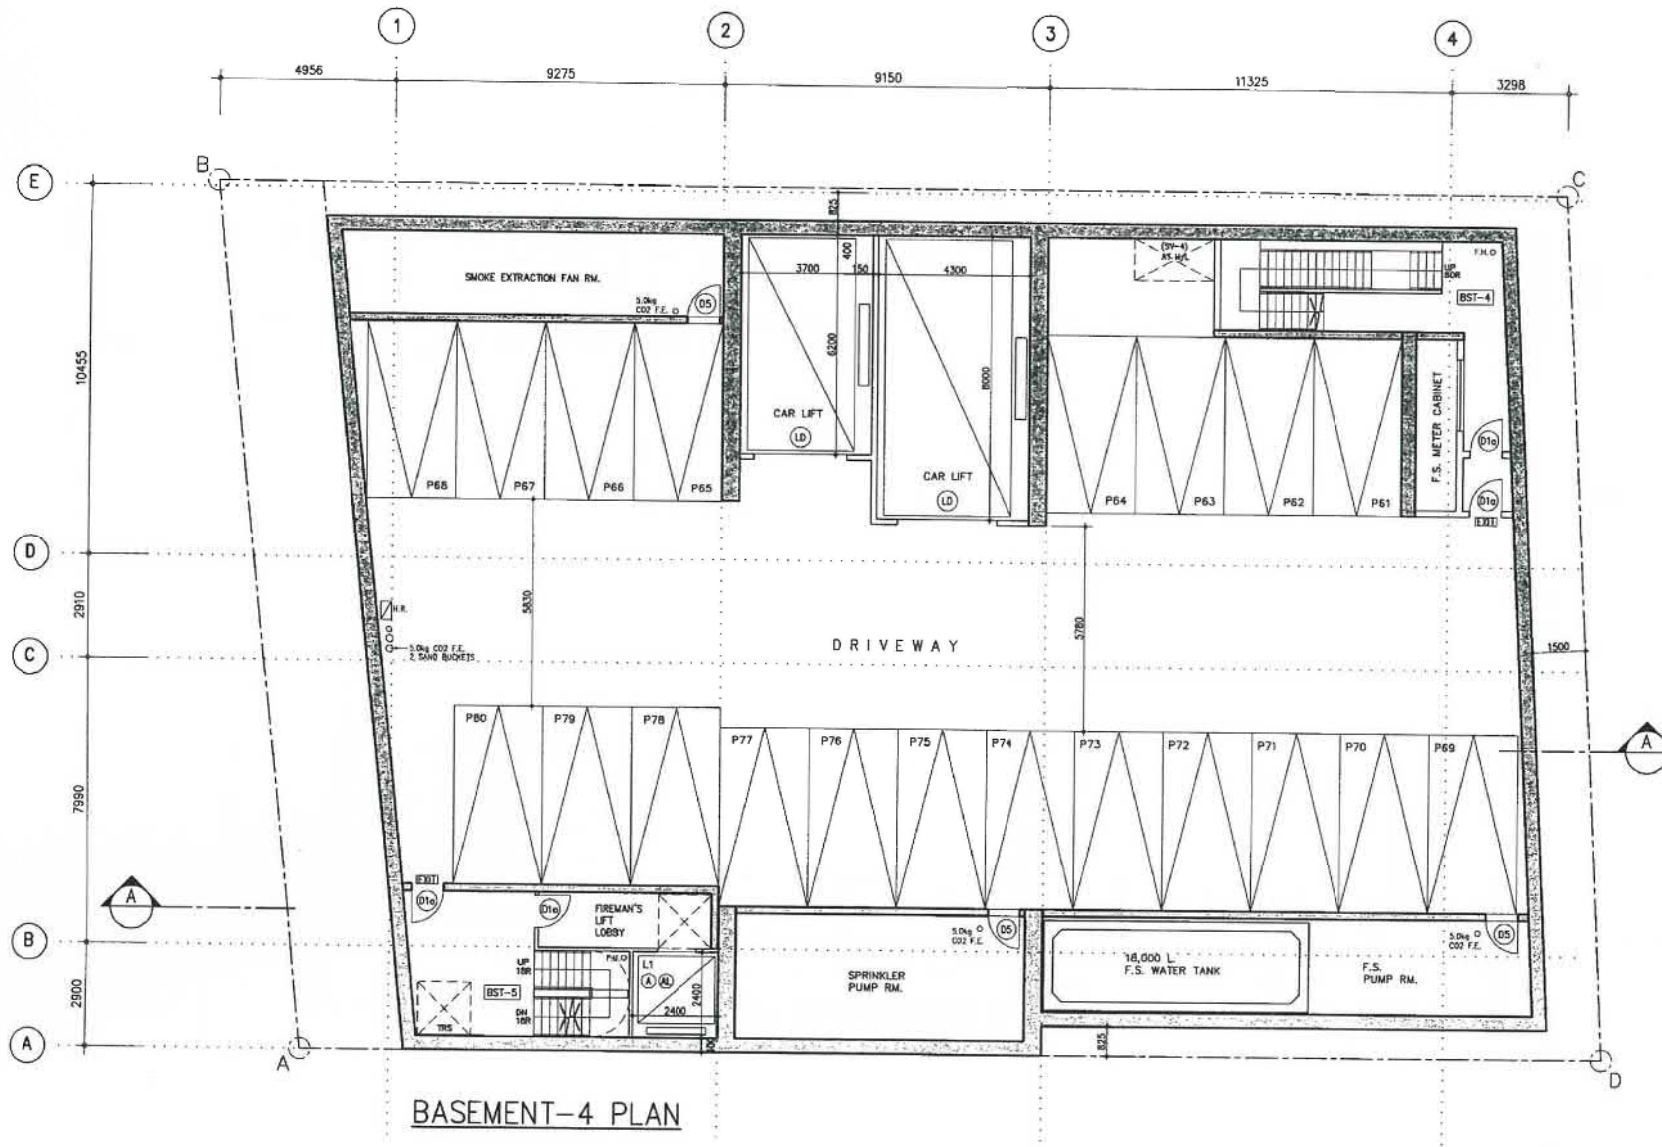 1
2
3
4
4956
9275
9150
11325
3298
B
C
E
825
400
SMOKE EXTRACTION FAN RM.
5.0kg
CO2 F.E.
D5
3700
150
4300
(SV-4)
AT H/L
F.H.
UP
BST-4
10455
6200
8000
CAR LIFT
LD
CAR LIFT
LD
F.S. METER CABINET
D1a
D1a
EXIT
P68
P67
P66
P65
P64
P63
P62
P61
D
2910
5830
5780
H.R.
5.0kg CO2 F.E.
2 SAND BUCKETS
DRIVEWAY
C
1500
P80
P79
P78
P77
P76
P75
P74
P73
P72
P71
P70
P69
A
7990
EXIT
D1a
A
D1a
FIREMAN'S
LIFT
LOBBY
5.0kg
CO2 F.E.
D5
5.0kg
CO2 F.E.
D5
B
UP
18R
F.H.
L1
A
AL
2400
2400
BST-5
DN
18R
TRS
SPRINKLER
PUMP RM.
18,000 L.
F.S. WATER TANK
F.S.
PUMP RM.
2900
A
A
825
D
BASEMENT-4 PLAN